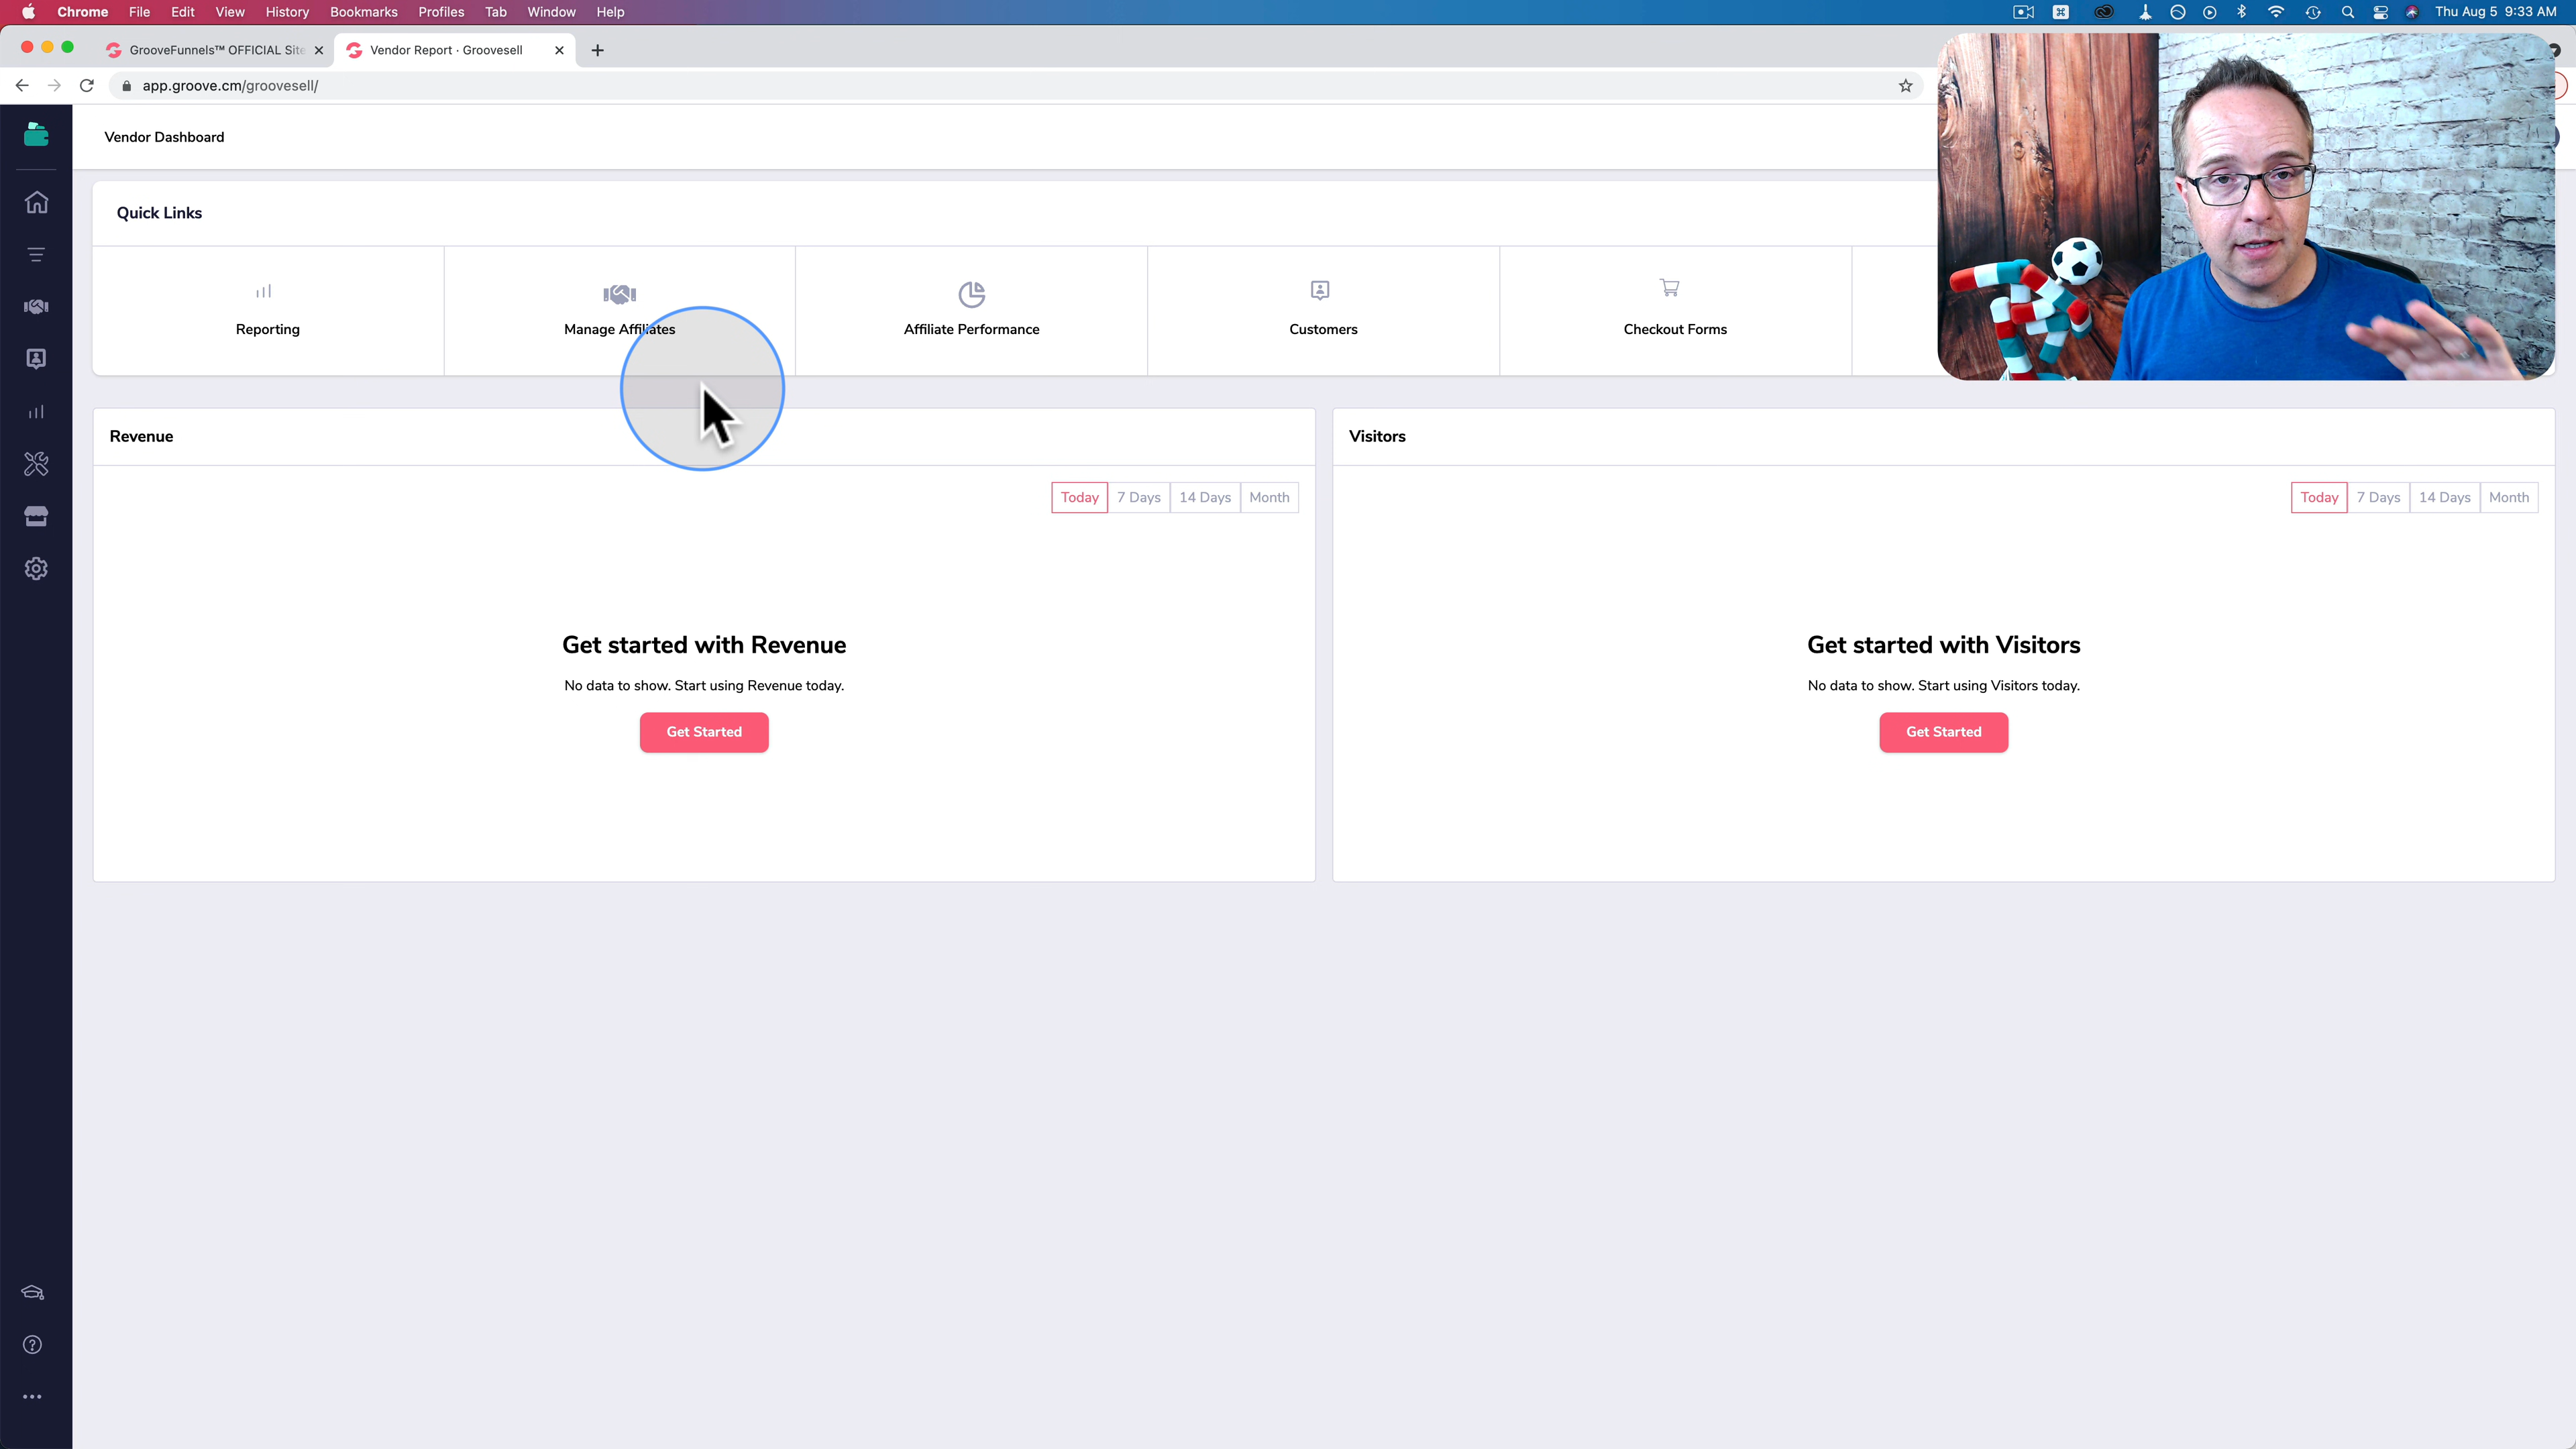 Chrome File Edit View History Bookmarks Profiles Tab Window Help Thu Aug 5 9:33 AM
GrooveFunnels™ OFFICIAL Site Vendor Report · Groovesell
app.groove.cm/groovesell/
Vendor Dashboard
Quick Links
Reporting Manage Affiliates Affiliate Performance Customers Checkout Forms
Revenue Visitors
Today 7 Days 14 Days Month Today 7 Days 14 Days Month
Get started with Revenue Get started with Visitors
No data to show. Start using Revenue today. No data to show. Start using Visitors today.
Get Started Get Started